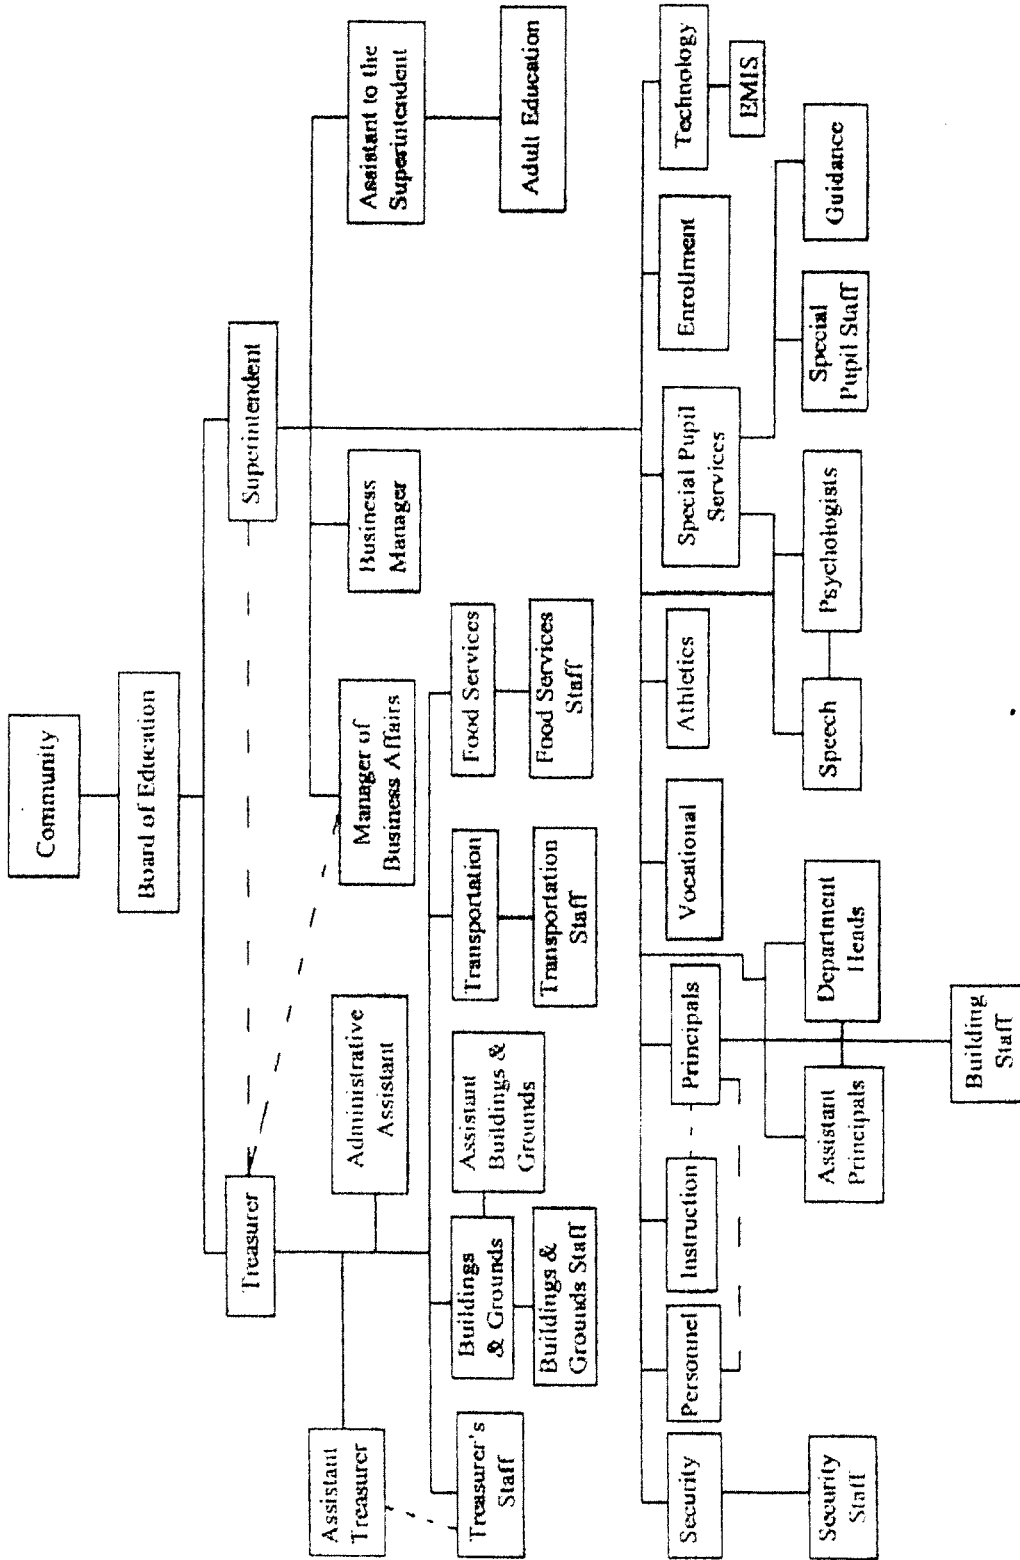 Community
Board of Education
Treasurer
Superintendent
Assistant
Treasurer
Administrative
Assistant
Manager of
Business Affairs
Business
Manager
Assistant to the
Superintendent
Treasurer's
Staff
Buildings
& Grounds
Assistant
Buildings &
Grounds
Transportation
Food Services
Adult Education
Buildings &
Grounds Staff
Transportation
Staff
Food Services
Staff
Security
Personnel
Instruction
Principals
Vocational
Athletics
Special Pupil
Services
Enrollment
Technology
EMIS
Security
Staff
Assistant
Principals
Department
Heads
Speech
Psychologists
Special
Pupil Staff
Guidance
Building
Staff